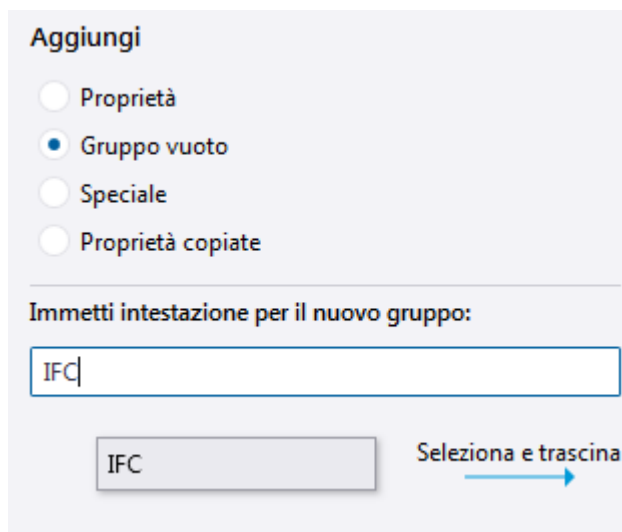 Aggiungi
Proprietà
Gruppo vuoto
Speciale
Proprietà copiate
Immetti intestazione per il nuovo gruppo:
IFC
IFC
Seleziona e trascina